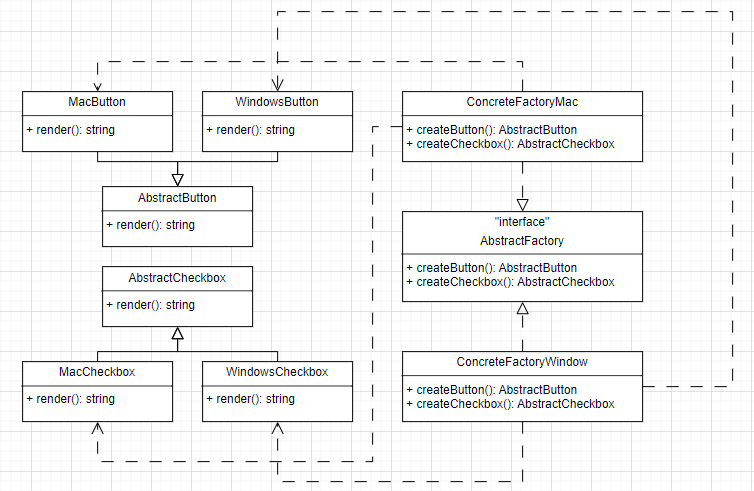 MacButton
+ render(): string
WindowsButton
+ render(): string
ConcreteFactoryMac
+ createButton(): AbstractButton
+ createCheckbox(): AbstractCheckbox
AbstractButton
+ render(): string
"interface"
AbstractFactory
+ createButton(): AbstractButton
+ createCheckbox(): AbstractCheckbox
AbstractCheckbox
+ render(): string
MacCheckbox
+ render(): string
WindowsCheckbox
+ render(): string
ConcreteFactoryWindow
+ createButton(): AbstractButton
+ createCheckbox(): AbstractCheckbox